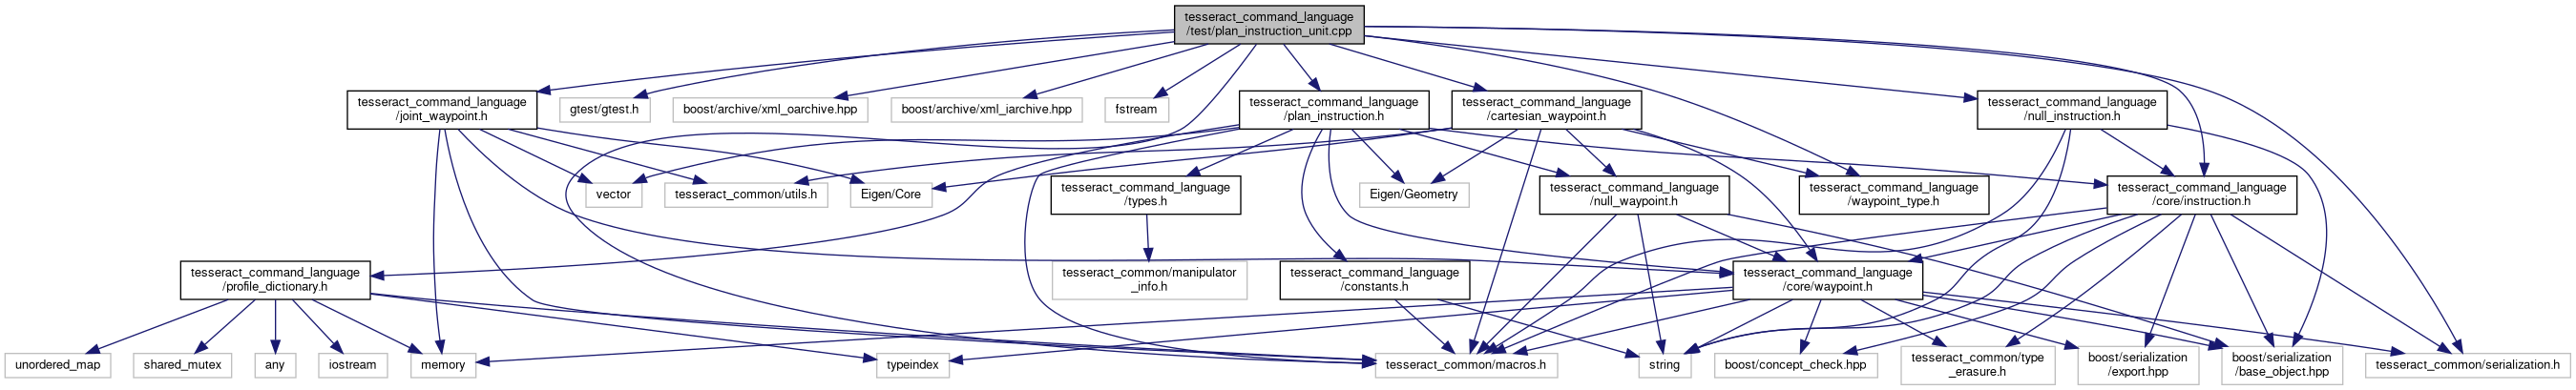 tesseract_command_language
/test/plan_instruction_unit.cpp
tesseract_command_language
/joint_waypoint.h
gtest/gtest.h
boost/archive/xml_oarchive.hpp
boost/archive/xml_iarchive.hpp
fstream
tesseract_command_language
/plan_instruction.h
tesseract_command_language
/cartesian_waypoint.h
tesseract_command_language
/null_instruction.h
vector
tesseract_common/utils.h
Eigen/Core
tesseract_command_language
/types.h
Eigen/Geometry
tesseract_command_language
/null_waypoint.h
tesseract_command_language
/waypoint_type.h
tesseract_command_language
/core/instruction.h
tesseract_command_language
/profile_dictionary.h
tesseract_common/manipulator
_info.h
tesseract_command_language
/constants.h
tesseract_command_language
/core/waypoint.h
unordered_map
shared_mutex
any
iostream
memory
typeindex
tesseract_common/macros.h
string
boost/concept_check.hpp
tesseract_common/type
_erasure.h
boost/serialization
/export.hpp
boost/serialization
/base_object.hpp
tesseract_common/serialization.h